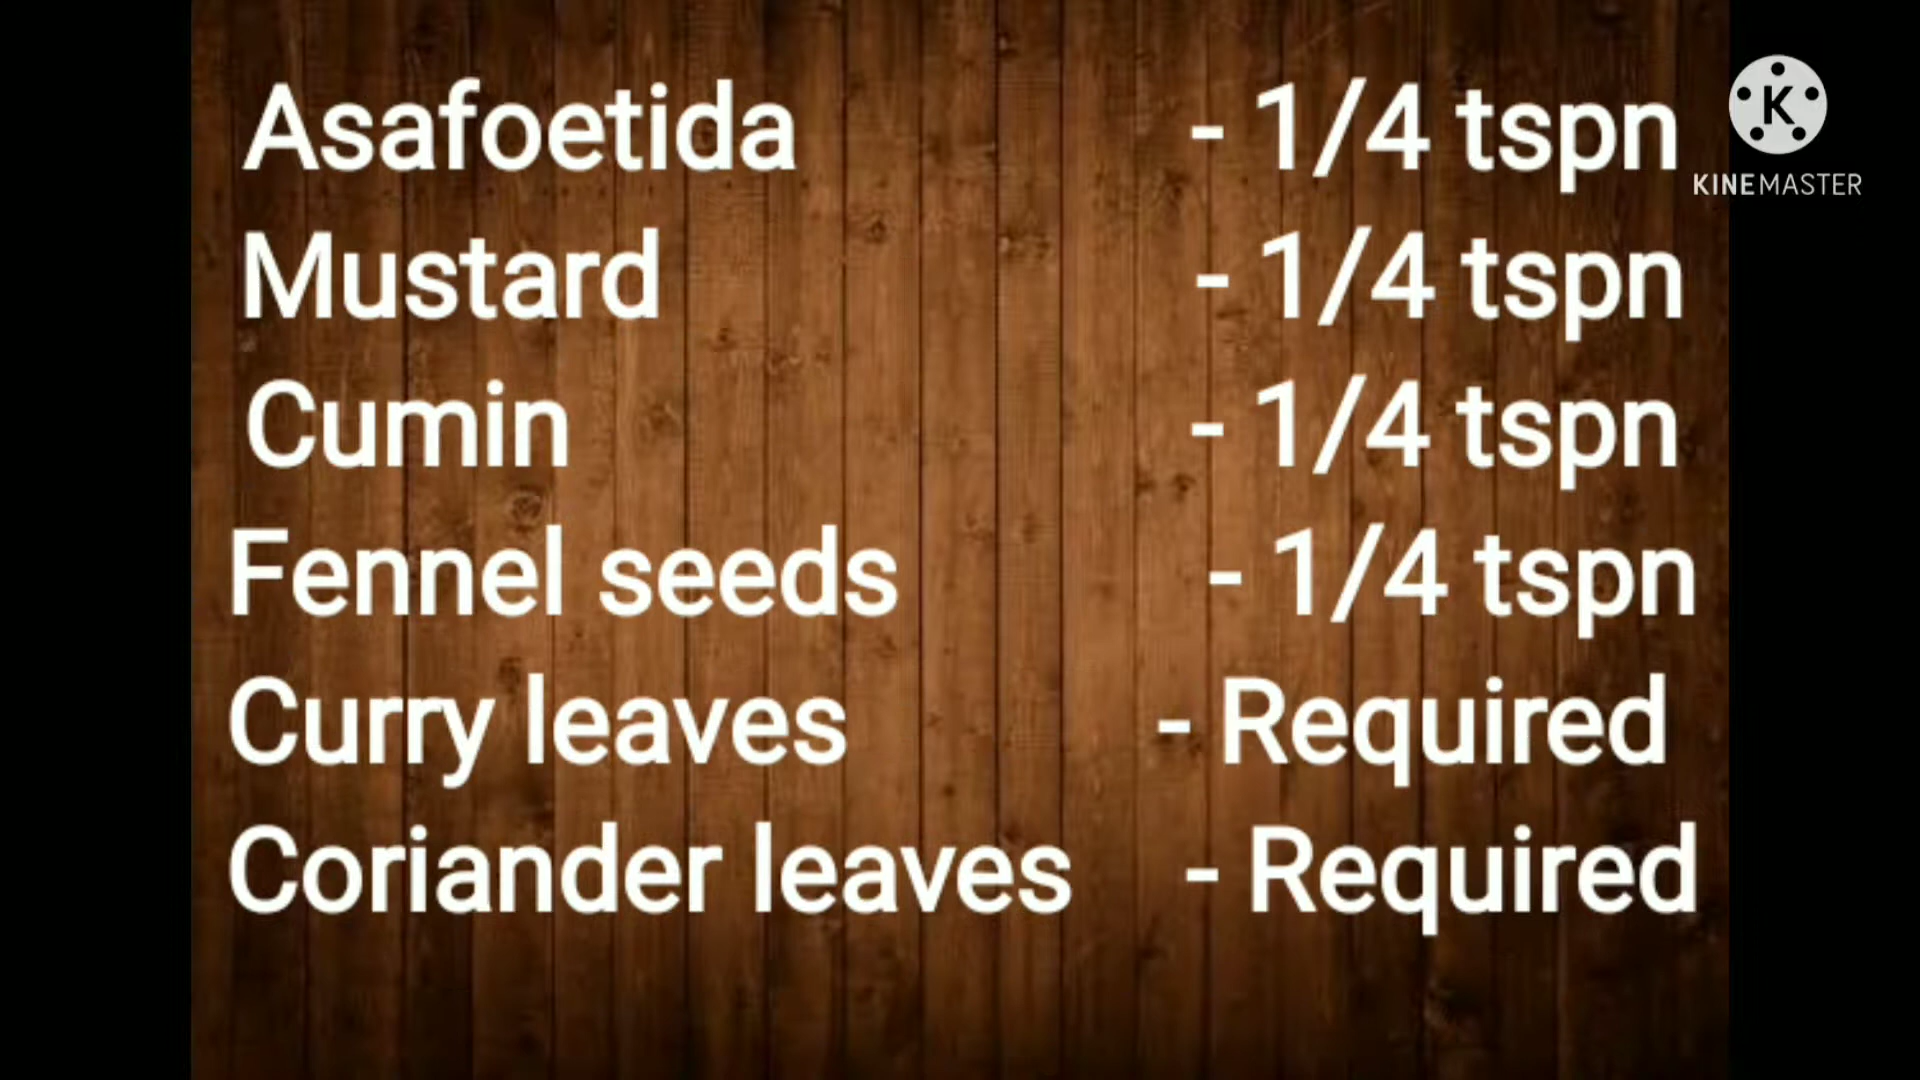 Asafoetida - 1/4 tspn
Mustard - 1/4 tspn
Cumin - 1/4 tspn
Fennel seeds - 1/4 tspn
Curry leaves - Required
Coriander leaves - Required
K
KINEMASTER